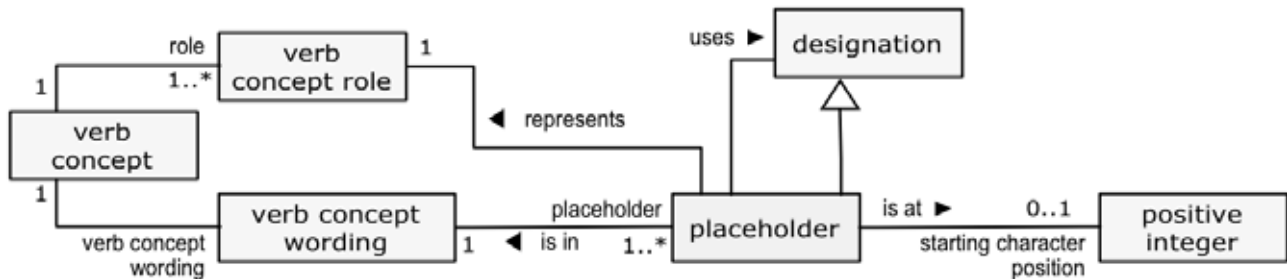 role
verb
concept role
1
1..*
1
verb
concept
1
verb concept
wording
verb concept
wording
1
placeholder
◄ is in
1..*
◄ represents
uses ►
designation
placeholder
is at ►
0..1
starting character
position
positive
integer